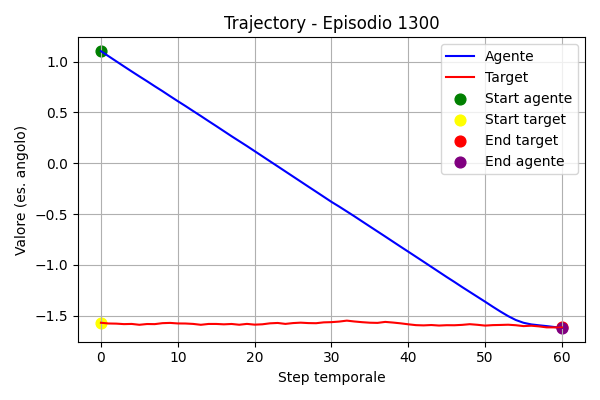 Trajectory - Episodio 1300
Agente
Target
Start agente
Start target
End target
End agente
Valore (es. angolo)
1.0
0.5
0.0
−0.5
−1.0
−1.5
0 10 20 30 40 50 60
Step temporale